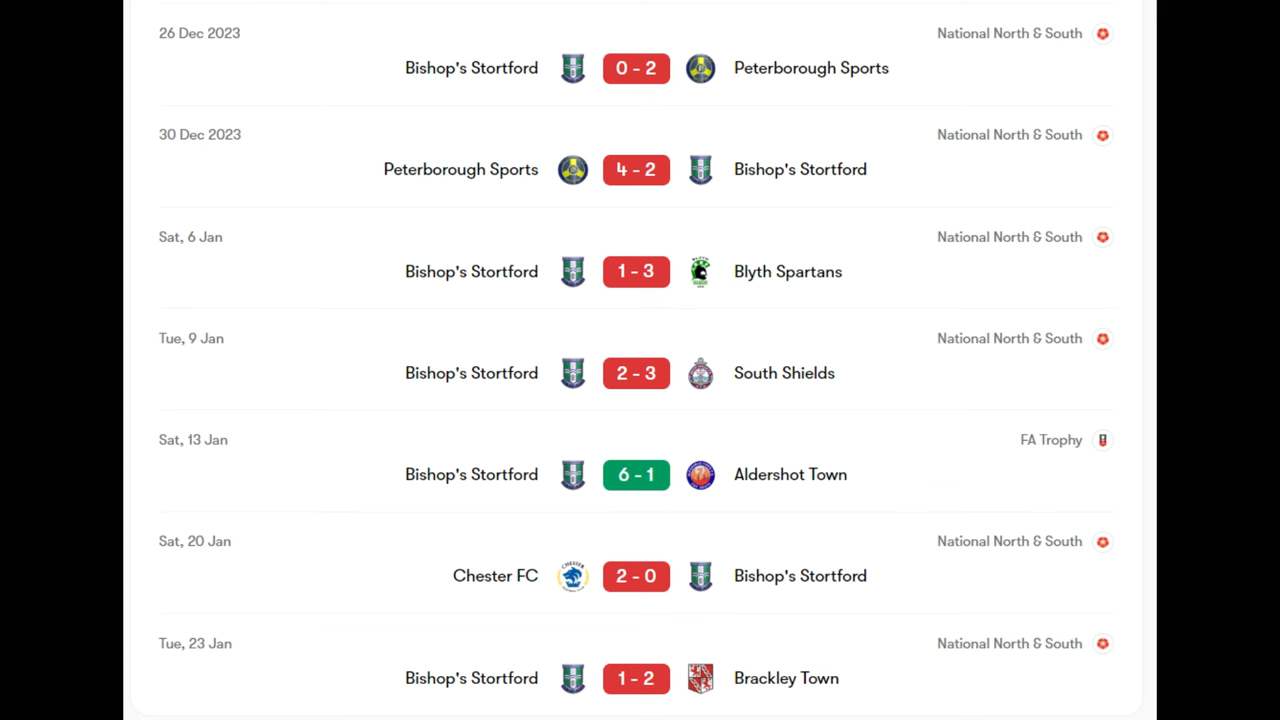 26 Dec 2023 National North & South
Bishop's Stortford 0 - 2 Peterborough Sports
30 Dec 2023 National North & South
Peterborough Sports 4 - 2 Bishop's Stortford
Sat, 6 Jan National North & South
Bishop's Stortford 1 - 3 Blyth Spartans
Tue, 9 Jan National North & South
Bishop's Stortford 2 - 3 South Shields
Sat, 13 Jan FA Trophy
Bishop's Stortford 6 - 1 Aldershot Town
Sat, 20 Jan National North & South
Chester FC CHESTER 2 - 0 Bishop's Stortford
Tue, 23 Jan National North & South
Bishop's Stortford 1 - 2 Brackley Town